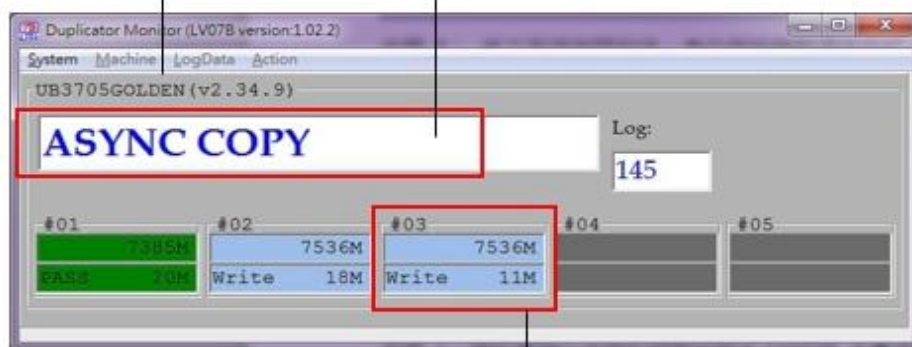 Duplicator Monitor (LV07B version:1.02.2)
System Machine LogData Action
UB3705GOLDEN(v2.34.9)
ASYNC COPY
Log:
145
#01 #02 #03 #04 #05
7385M 7536M 7536M
PASS 20M Write 18M Write 11M